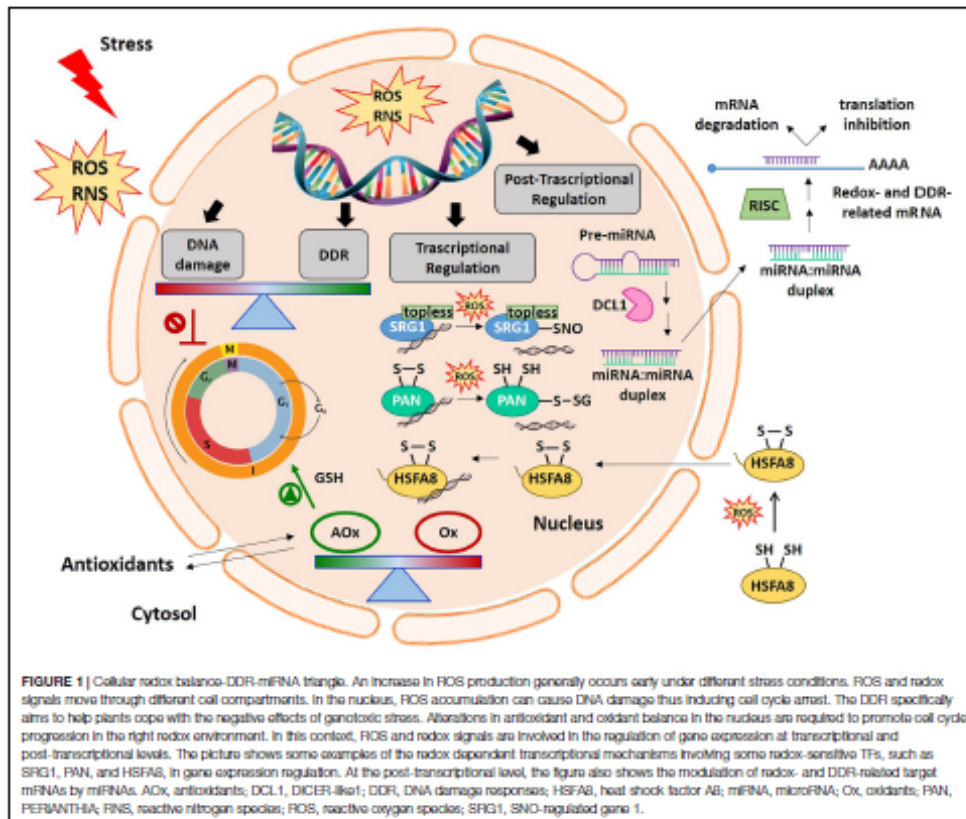 Stress
ROS
RNS
ROS
RNS
DNA
damage
DDR
Trascriptional
Regulation
Post-Trascriptional
Regulation
mRNA
degradation
translation
inhibition
AAAA
RISC
Redox- and DDR-
related mRNA
miRNA:miRNA
duplex
Pre-miRNA
DCL1
miRNA:miRNA
duplex
topless
SRG1
ROS
topless
SRG1
SNO
S—S
PAN
ROS
SH SH
PAN
S-SG
S—S
HSFA8
S—S
HSFA8
S—S
HSFA8
ROS
SH SH
HSFA8
M
M
G₁
S
I
GSH
AOx
Ox
Nucleus
Antioxidants
Cytosol
FIGURE 1 | Cellular redox balance-DDR-miRNA triangle. An increase in ROS production generally occurs early under different stress conditions. ROS and redox
signals move through different cell compartments. In the nucleus, ROS accumulation can cause DNA damage thus inducing cell cycle arrest. The DDR specifically
aims to help plants cope with the negative effects of genotoxic stress. Alterations in antioxidant and oxidant balance in the nucleus are required to promote cell cycle
progression in the right redox environment. In this context, ROS and redox signals are involved in the regulation of gene expression at transcriptional and
post-transcriptional levels. The picture shows some examples of the redox dependent transcriptional mechanisms involving some redox-sensitive TFs, such as
SRG1, PAN, and HSFA8, in gene expression regulation. At the post-transcriptional level, the figure also shows the modulation of redox- and DDR-related target
mRNAs by miRNAs. AOx, antioxidants; DCL1, DICER-like1; DDR, DNA damage responses; HSFA8, heat shock factor A8; miRNA, microRNA; Ox, oxidants; PAN,
PERIANTHIA; RNS, reactive nitrogen species; ROS, reactive oxygen species; SRG1, SNO-regulated gene 1.